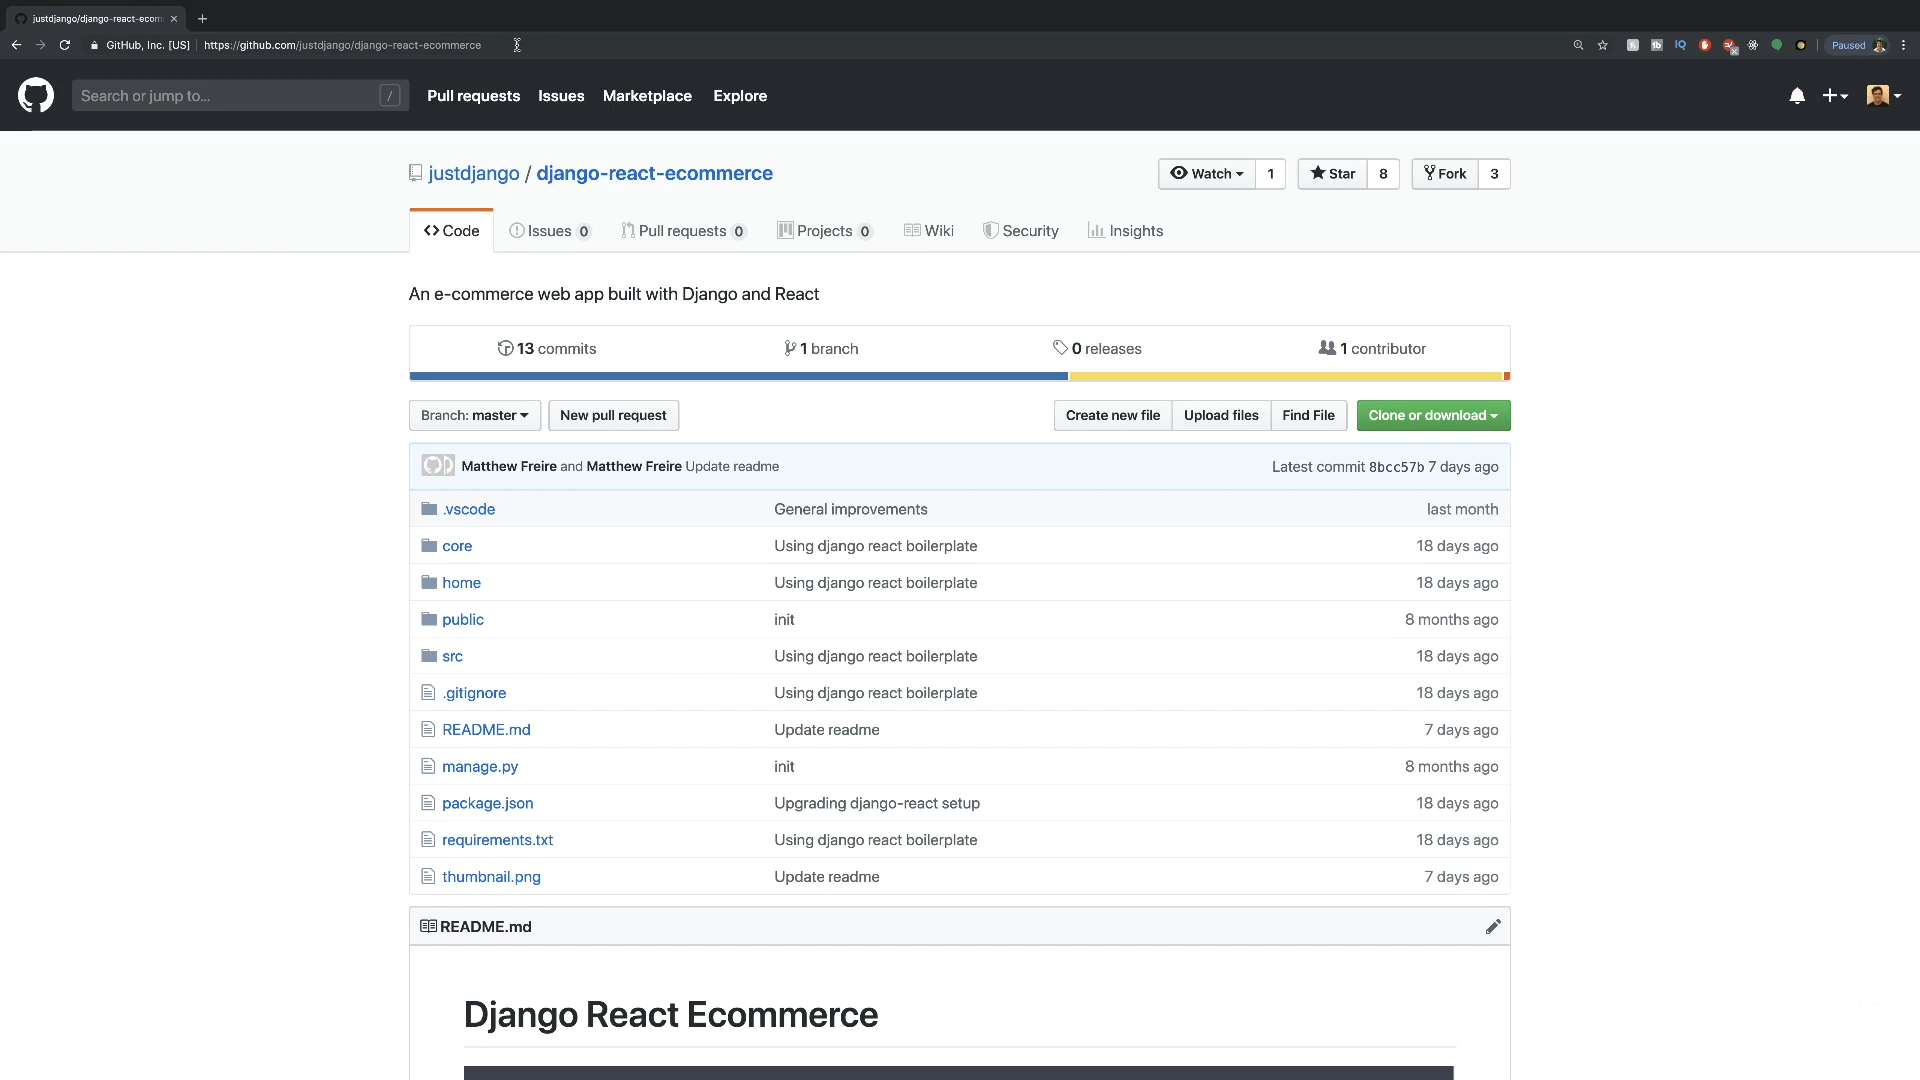 justdjango/django-react-ecom
GitHub, Inc. [US] https://github.com/justdjango/django-react-ecommerce
Paused
Search or jump to... /
Pull requests Issues Marketplace Explore
justdjango / django-react-ecommerce
Watch 1 Star 8 Fork 3
Code Issues 0 Pull requests 0 Projects 0 Wiki Security Insights
An e-commerce web app built with Django and React
13 commits 1 branch 0 releases 1 contributor
Branch: master New pull request Create new file Upload files Find File Clone or download
Matthew Freire and Matthew Freire Update readme Latest commit 8bcc57b 7 days ago
.vscode General improvements last month
core Using django react boilerplate 18 days ago
home Using django react boilerplate 18 days ago
public init 8 months ago
src Using django react boilerplate 18 days ago
.gitignore Using django react boilerplate 18 days ago
README.md Update readme 7 days ago
manage.py init 8 months ago
package.json Upgrading django-react setup 18 days ago
requirements.txt Using django react boilerplate 18 days ago
thumbnail.png Update readme 7 days ago
README.md
Django React Ecommerce